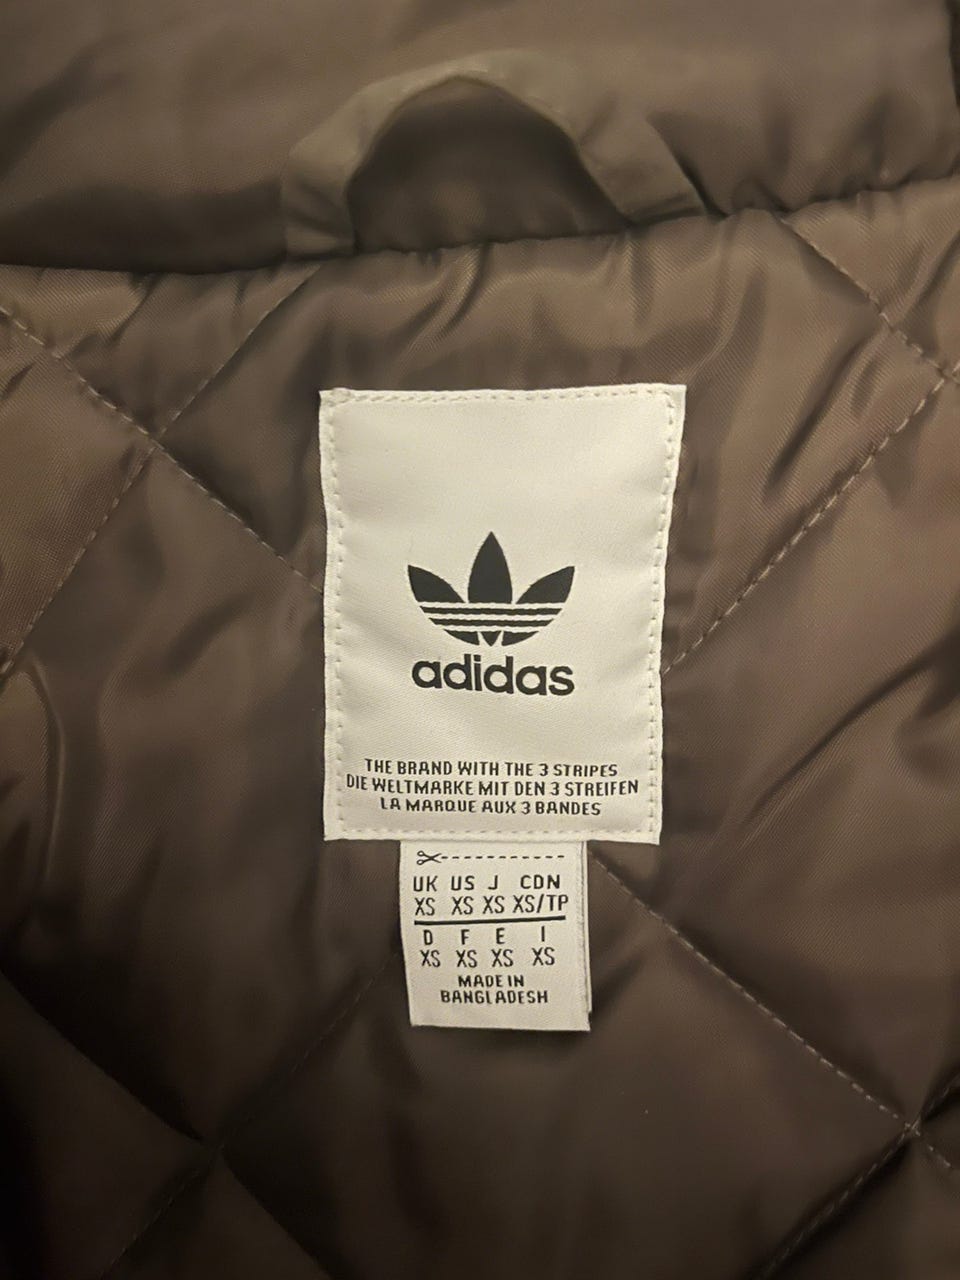 adidas
THE BRAND WITH THE 3 STRIPES
DIE WELTMARKE MIT DEN 3 STREIFEN
LA MARQUE AUX 3 BANDES
UK US J CDN
XS XS XS XS/TP
D F E I
XS XS XS XS
MADE IN
BANGLADESH